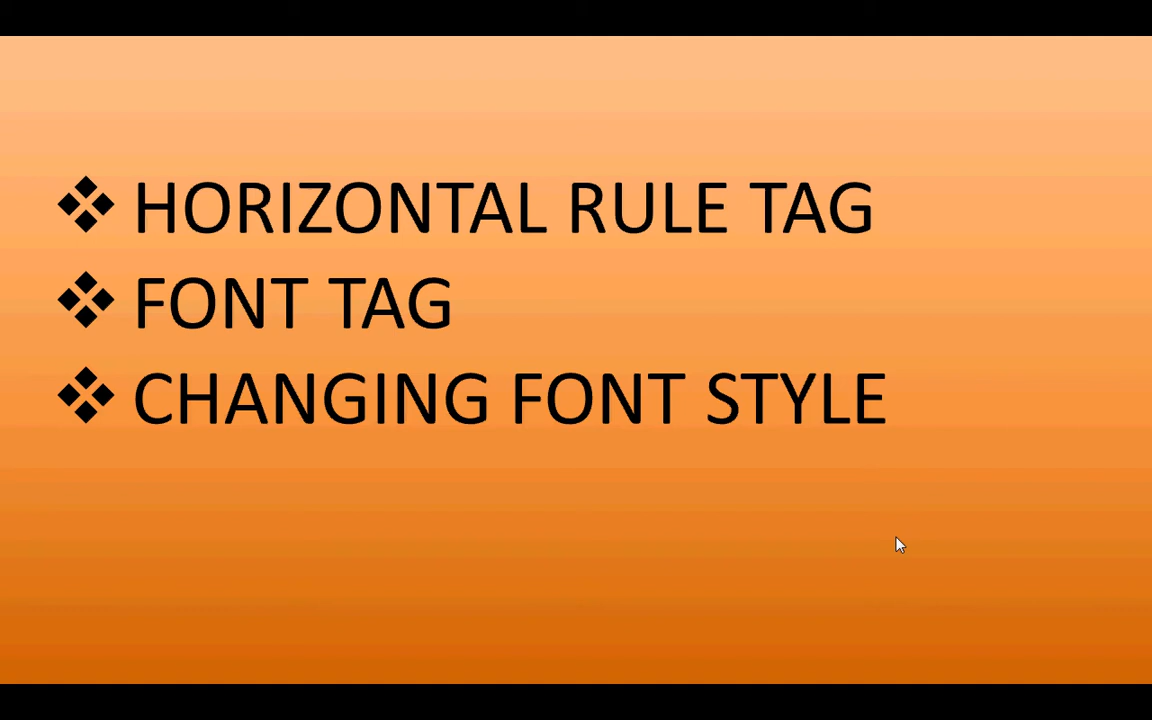 ❖ HORIZONTAL RULE TAG
❖ FONT TAG
❖ CHANGING FONT STYLE